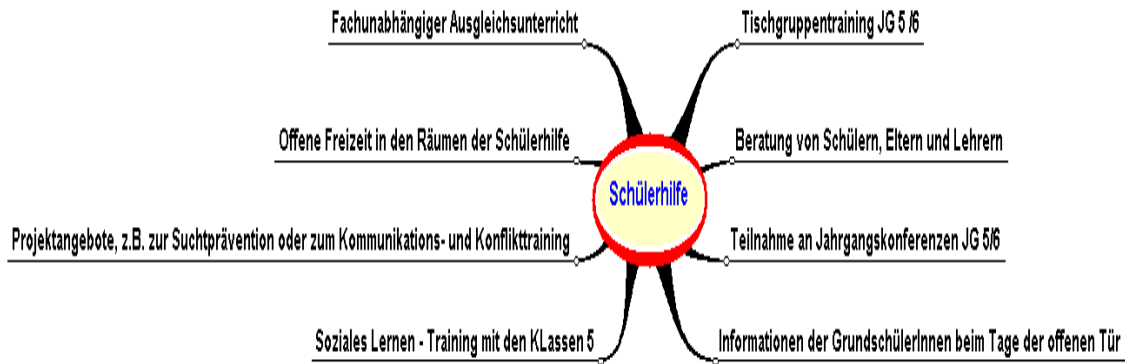 Fachunabhängiger Ausgleichsunterricht
Tischgruppentraining JG 5 /6
Offene Freizeit in den Räumen der Schülerhilfe
Beratung von Schülern, Eltern und Lehrern
Schülerhilfe
Projektangebote, z.B. zur Suchtprävention oder zum Kommunikations- und Konflikttraining
Teilnahme an Jahrgangskonferenzen JG 5/6
Soziales Lernen - Training mit den KLassen 5
Informationen der GrundschülerInnen beim Tage der offenen Tür